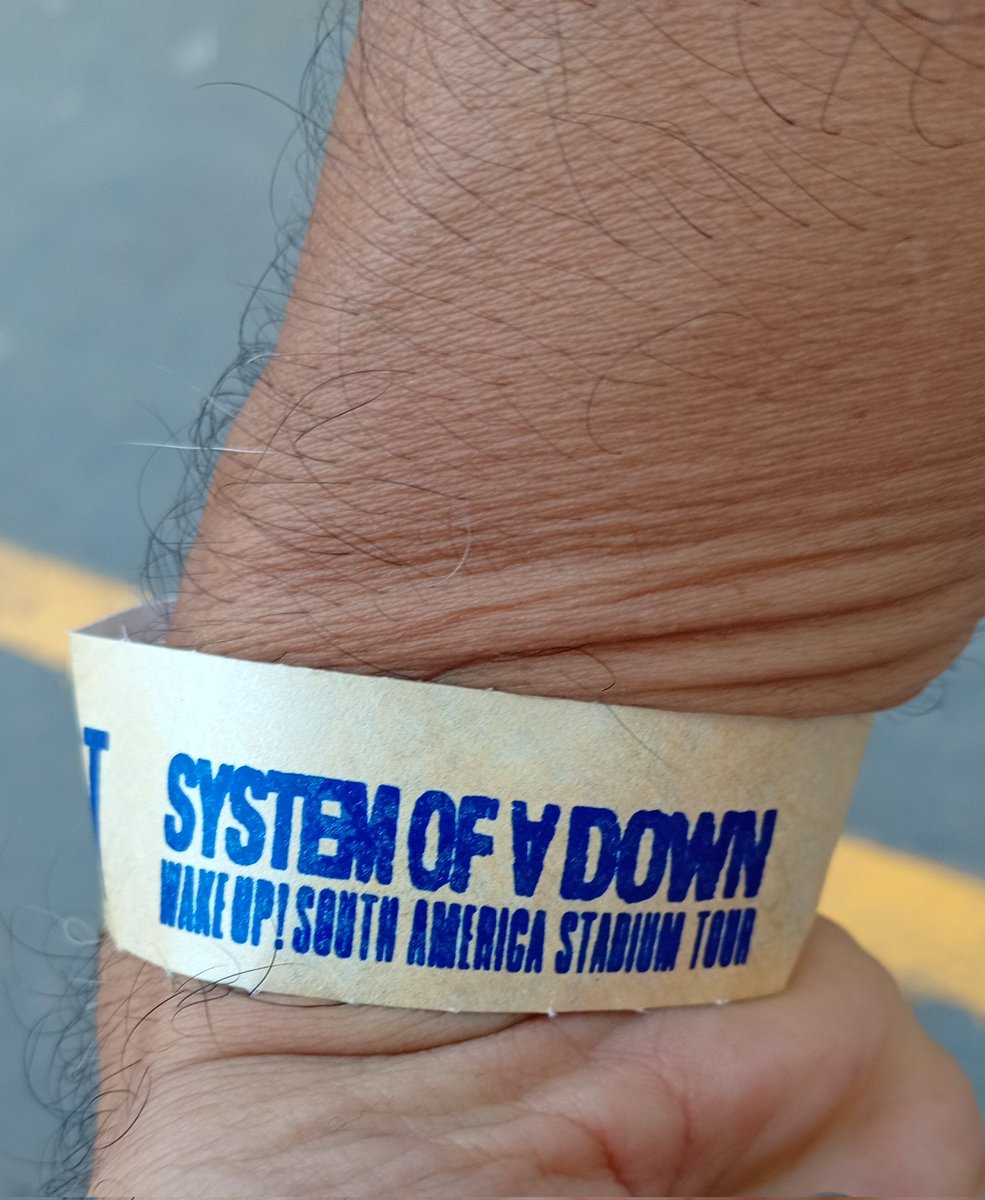 T
SYSTEM OF A DOWN
WAKE UP! SOUTH AMERICA STADIUM TOUR